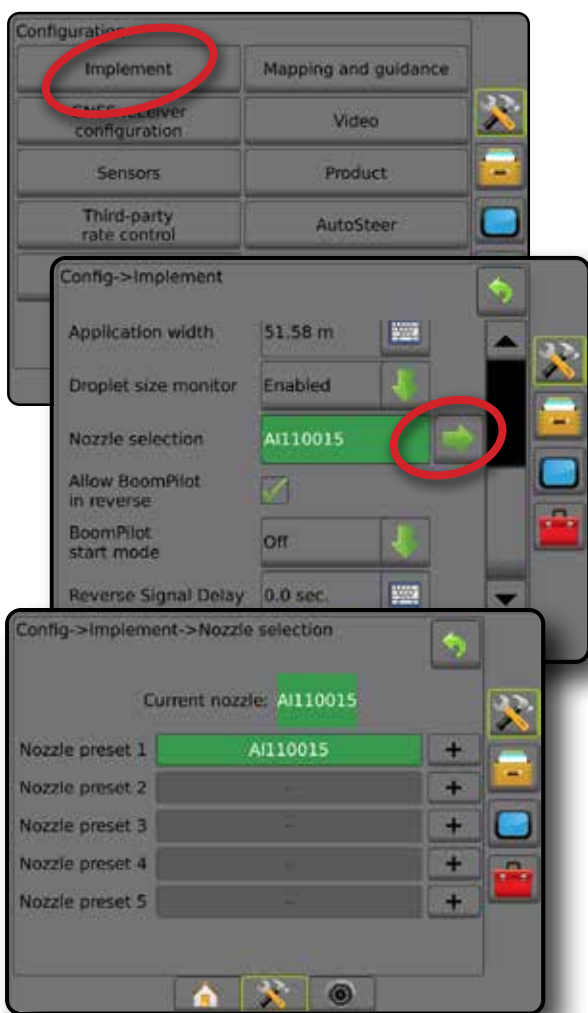 Configuration
Implement
Mapping and guidance
GNSS receiver
configuration
Video
Sensors
Product
Third-party
rate control
AutoSteer
Config->Implement
Application width
51.58 m
Droplet size monitor
Enabled
Nozzle selection
AI110015
Allow BoomPilot
in reverse
BoomPilot
start mode
Off
Reverse Signal Delay
0.0 sec.
Config->Implement->Nozzle selection
Current nozzle: AI110015
Nozzle preset 1
AI110015
+
Nozzle preset 2
-
+
Nozzle preset 3
-
+
Nozzle preset 4
-
+
Nozzle preset 5
-
+